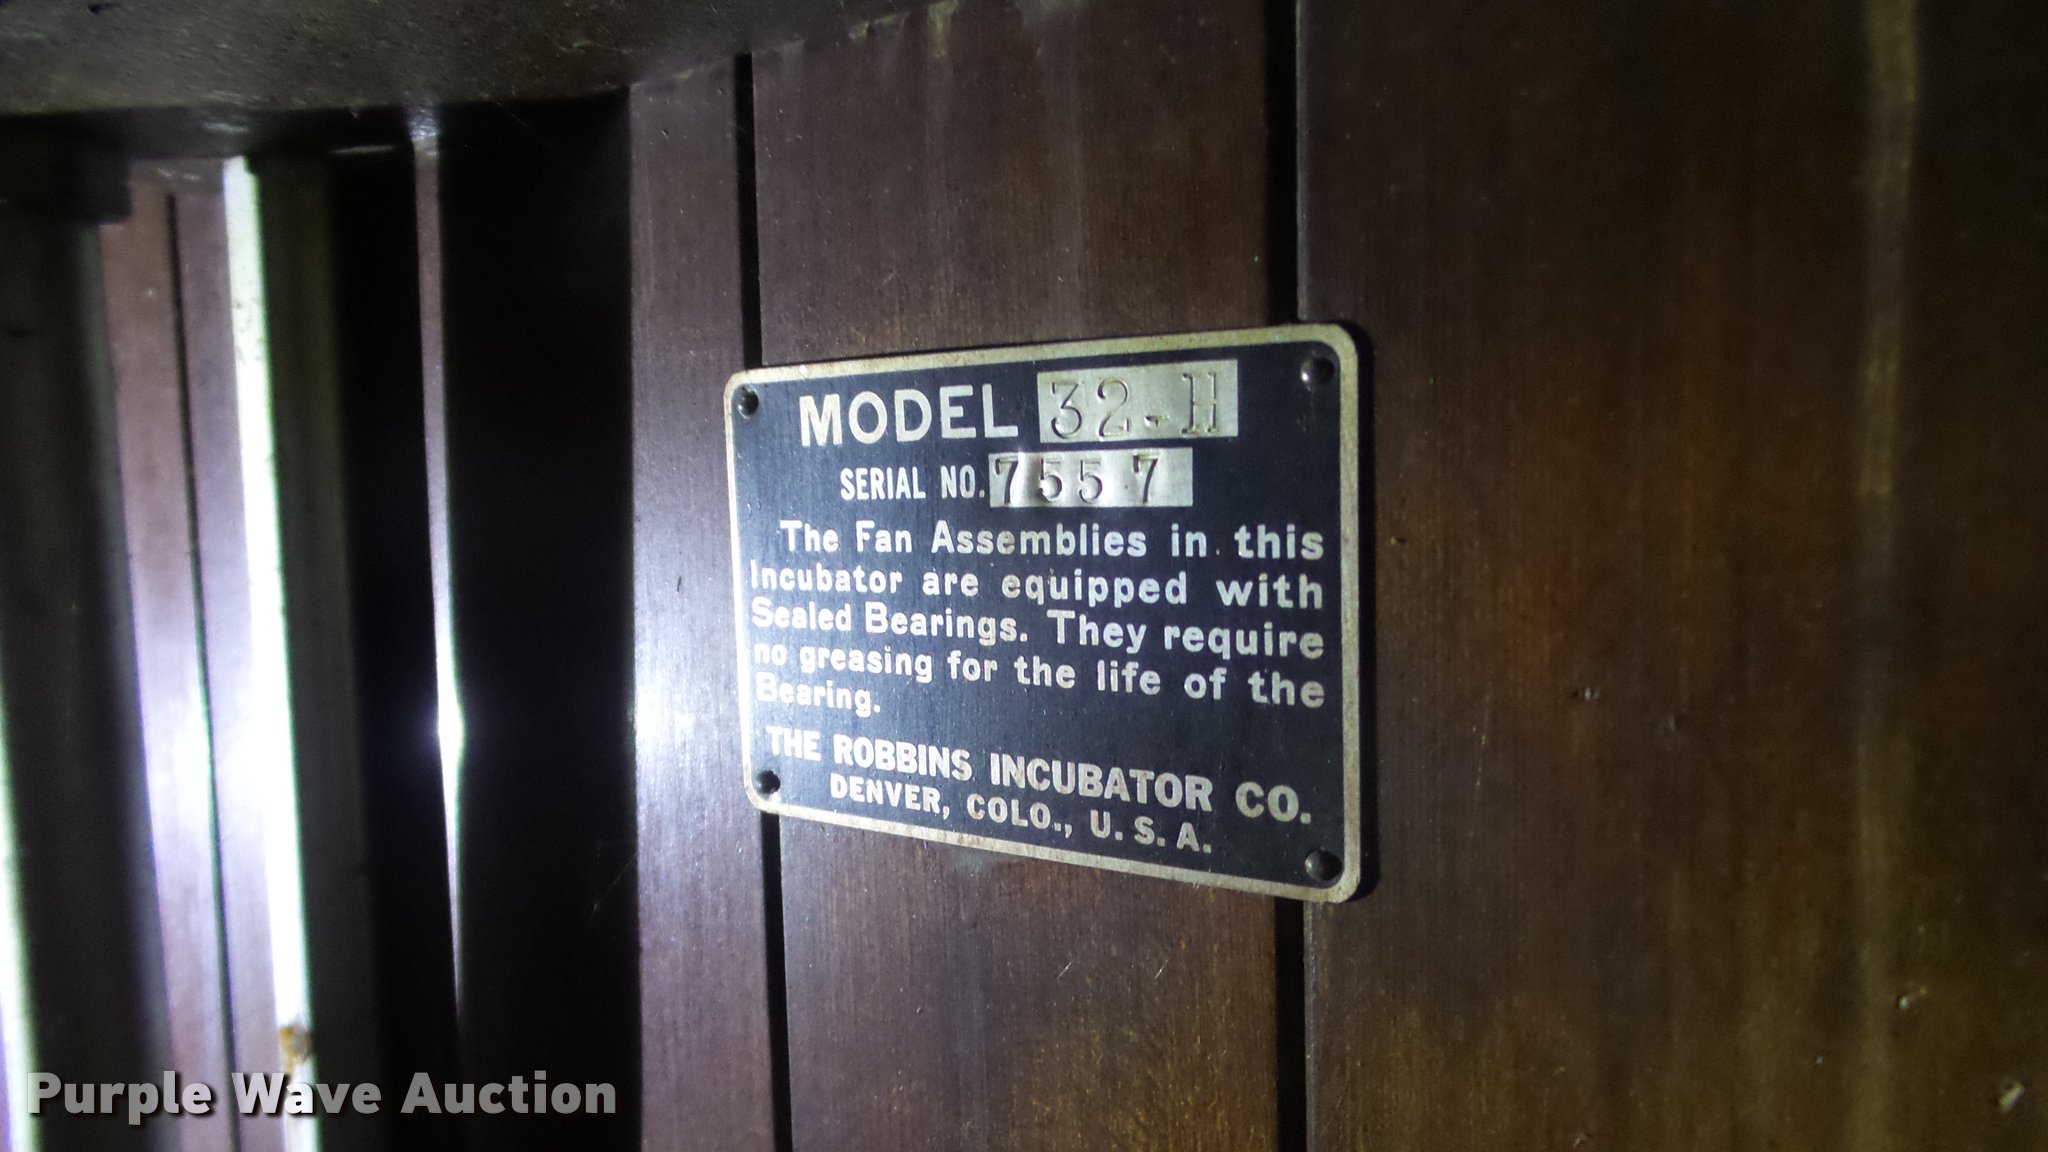 MODEL 32-H
SERIAL NO. 7557
The Fan Assemblies in this
Incubator are equipped with
Sealed Bearings. They require
no greasing for the life of the
Bearing.
THE ROBBINS INCUBATOR CO.
DENVER, COLO., U. S. A.
Purple Wave Auction